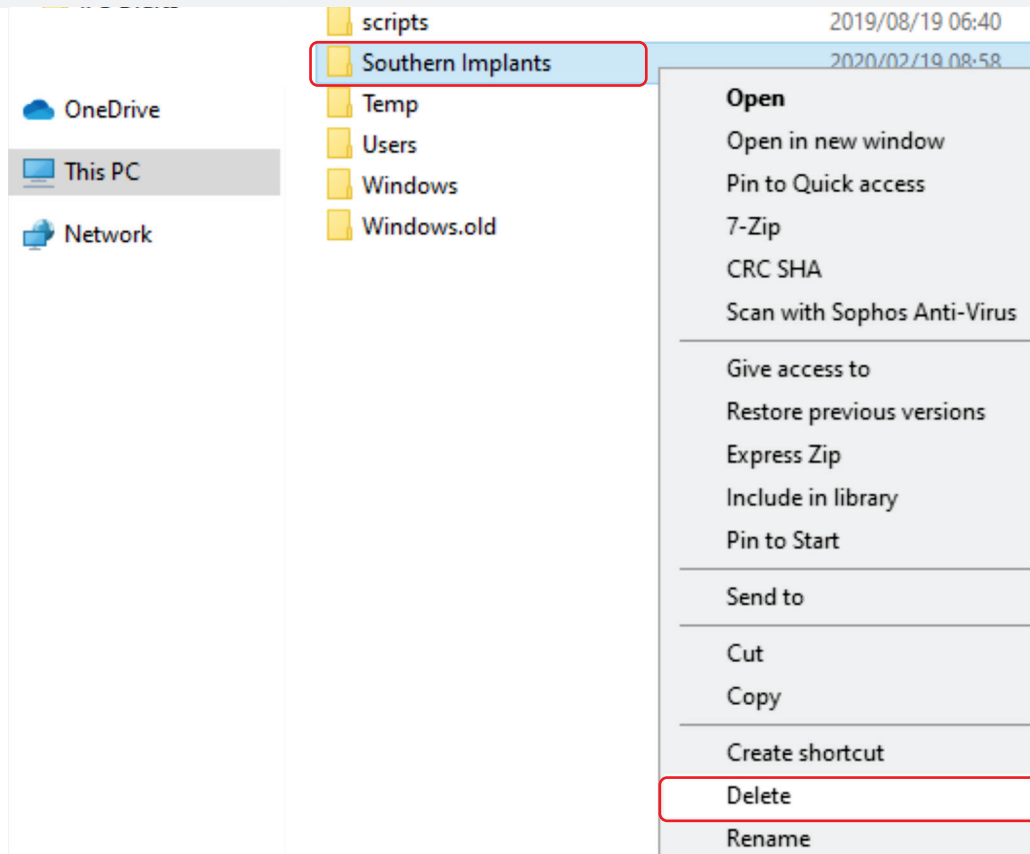 scripts 2019/08/19 06:40
Southern Implants 2020/02/19 08:58
OneDrive
Temp
This PC
Users
Windows
Network
Windows.old
Open
Open in new window
Pin to Quick access
7-Zip
CRC SHA
Scan with Sophos Anti-Virus
Give access to
Restore previous versions
Express Zip
Include in library
Pin to Start
Send to
Cut
Copy
Create shortcut
Delete
Rename